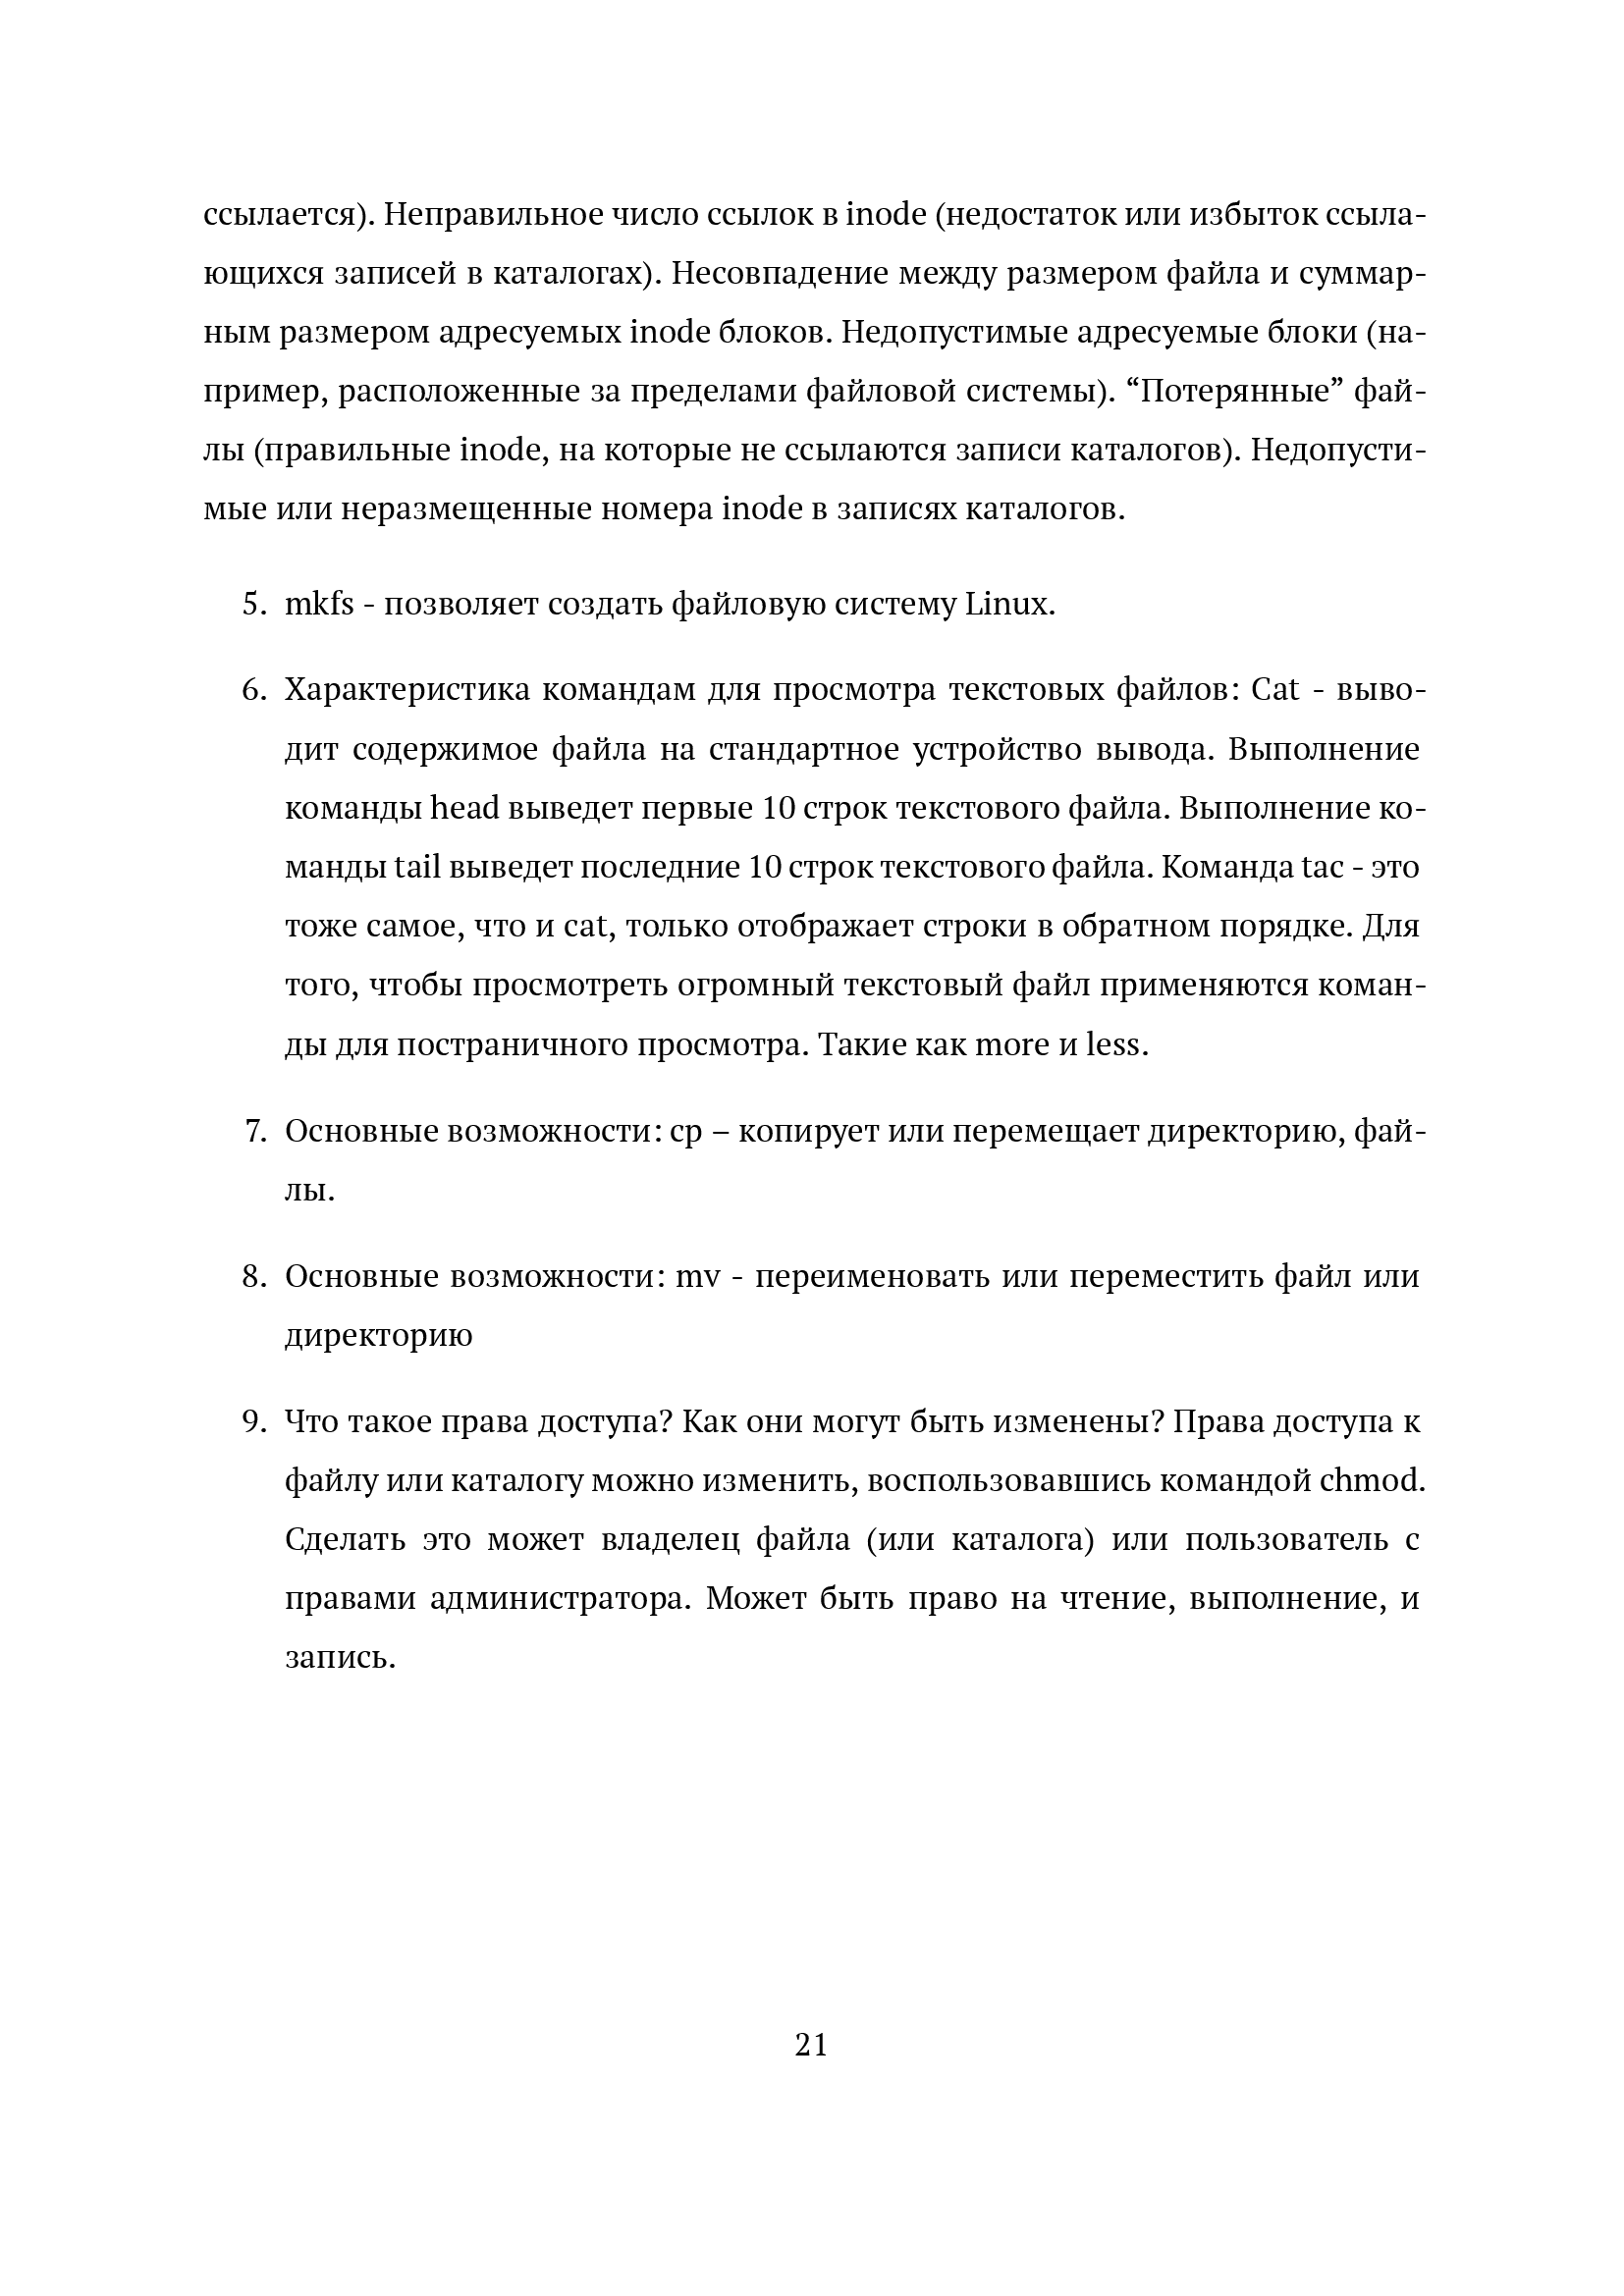 ссылается). Неправильное число ссылок в inode (недостаток или избыток ссыла-
ющихся записей в каталогах). Несовпадение между размером файла и суммар-
ным размером адресуемых inode блоков. Недопустимые адресуемые блоки (на-
пример, расположенные за пределами файловой системы). “Потерянные” фай-
лы (правильные inode, на которые не ссылаются записи каталогов). Недопусти-
мые или неразмещенные номера inode в записях каталогов.
5. mkfs - позволяет создать файловую систему Linux.
6. Характеристика командам для просмотра текстовых файлов: Cat - выво-
дит содержимое файла на стандартное устройство вывода. Выполнение
команды head выведет первые 10 строк текстового файла. Выполнение ко-
манды tail выведет последние 10 строк текстового файла. Команда tac - это
тоже самое, что и cat, только отображает строки в обратном порядке. Для
того, чтобы просмотреть огромный текстовый файл применяются коман-
ды для постраничного просмотра. Такие как more и less.
7. Основные возможности: cp – копирует или перемещает директорию, фай-
лы.
8. Основные возможности: mv - переименовать или переместить файл или
директорию
9. Что такое права доступа? Как они могут быть изменены? Права доступа к
файлу или каталогу можно изменить, воспользовавшись командой chmod.
Сделать это может владелец файла (или каталога) или пользователь с
правами администратора. Может быть право на чтение, выполнение, и
запись.
21